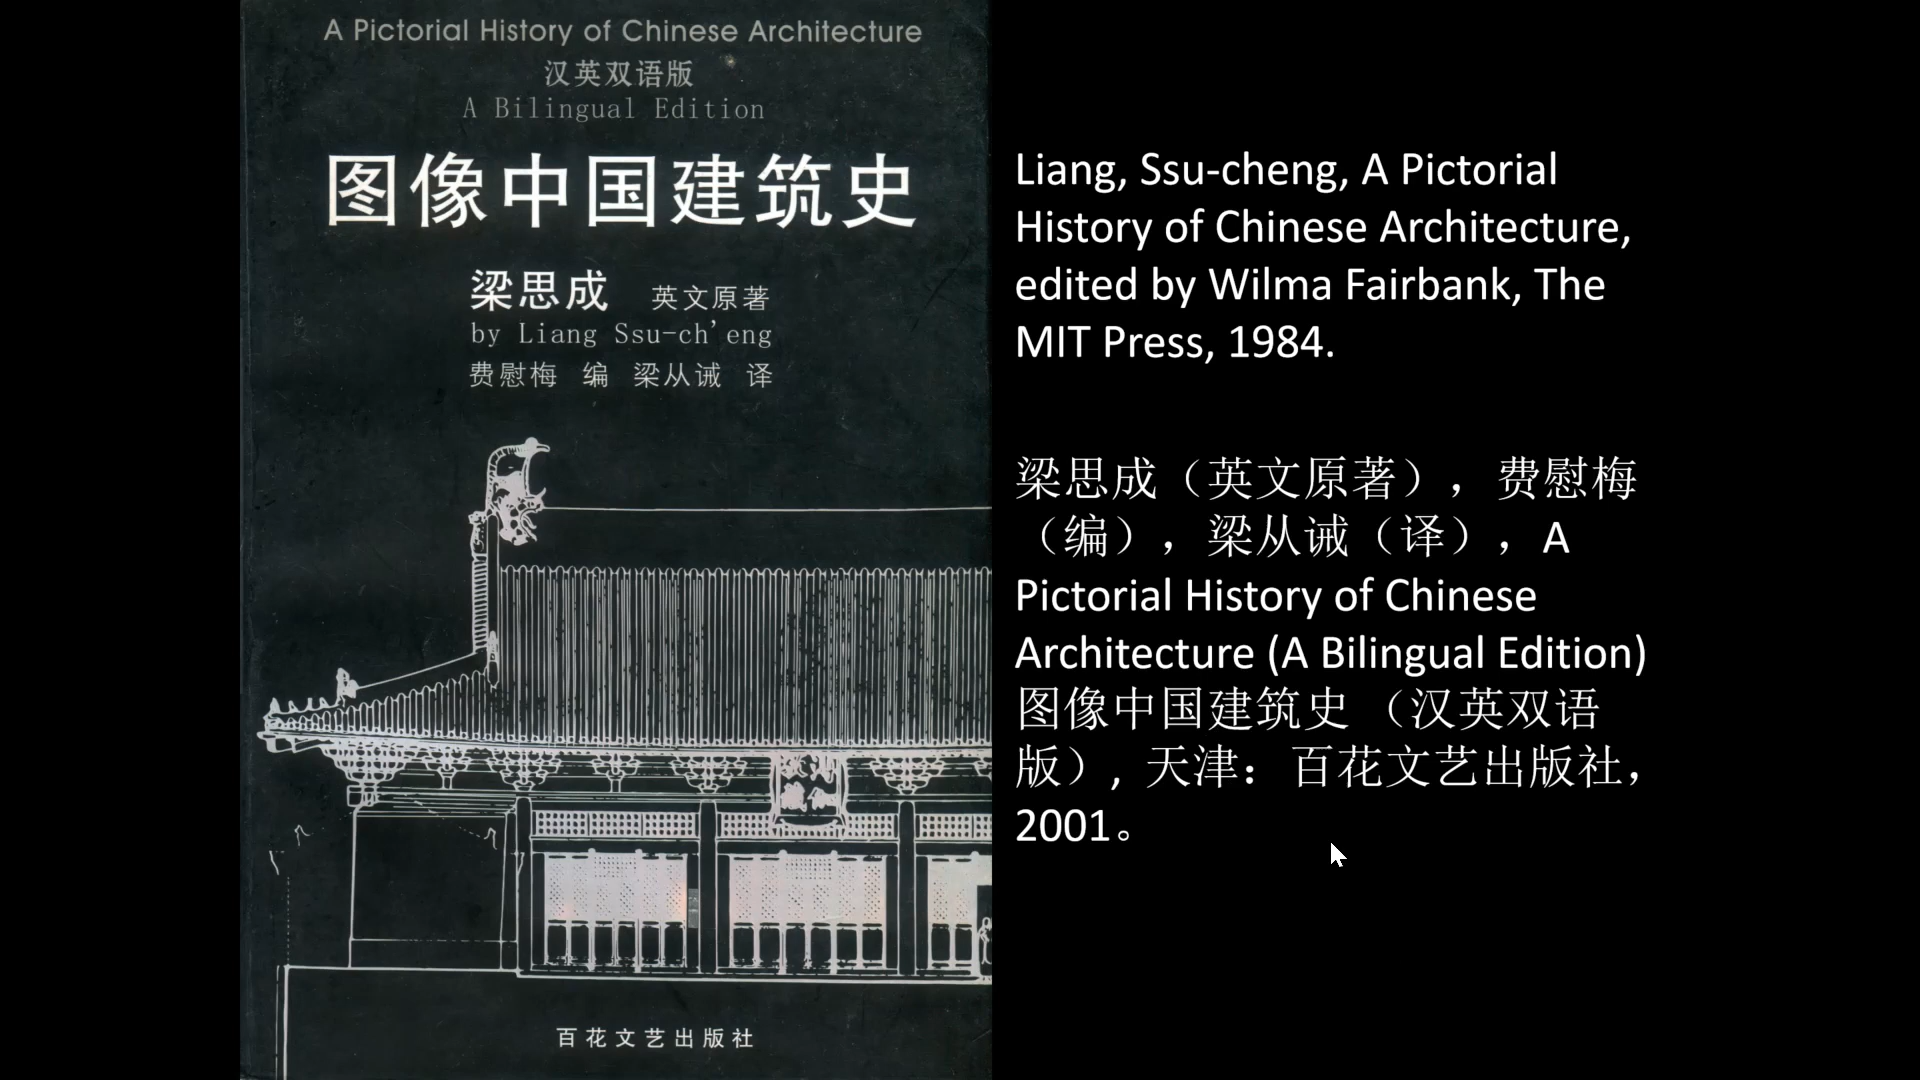 A Pictorial History of Chinese Architecture
汉英双语版
A Bilingual Edition
图像中国建筑史
梁思成 英文原著
by Liang Ssu-ch'eng
费慰梅 编 梁从诫 译
百花文艺出版社
Liang, Ssu-cheng, A Pictorial
History of Chinese Architecture,
edited by Wilma Fairbank, The
MIT Press, 1984.
梁思成（英文原著），费慰梅
（编），梁从诫（译），A
Pictorial History of Chinese
Architecture (A Bilingual Edition)
图像中国建筑史 （汉英双语
版）, 天津：百花文艺出版社，
2001。